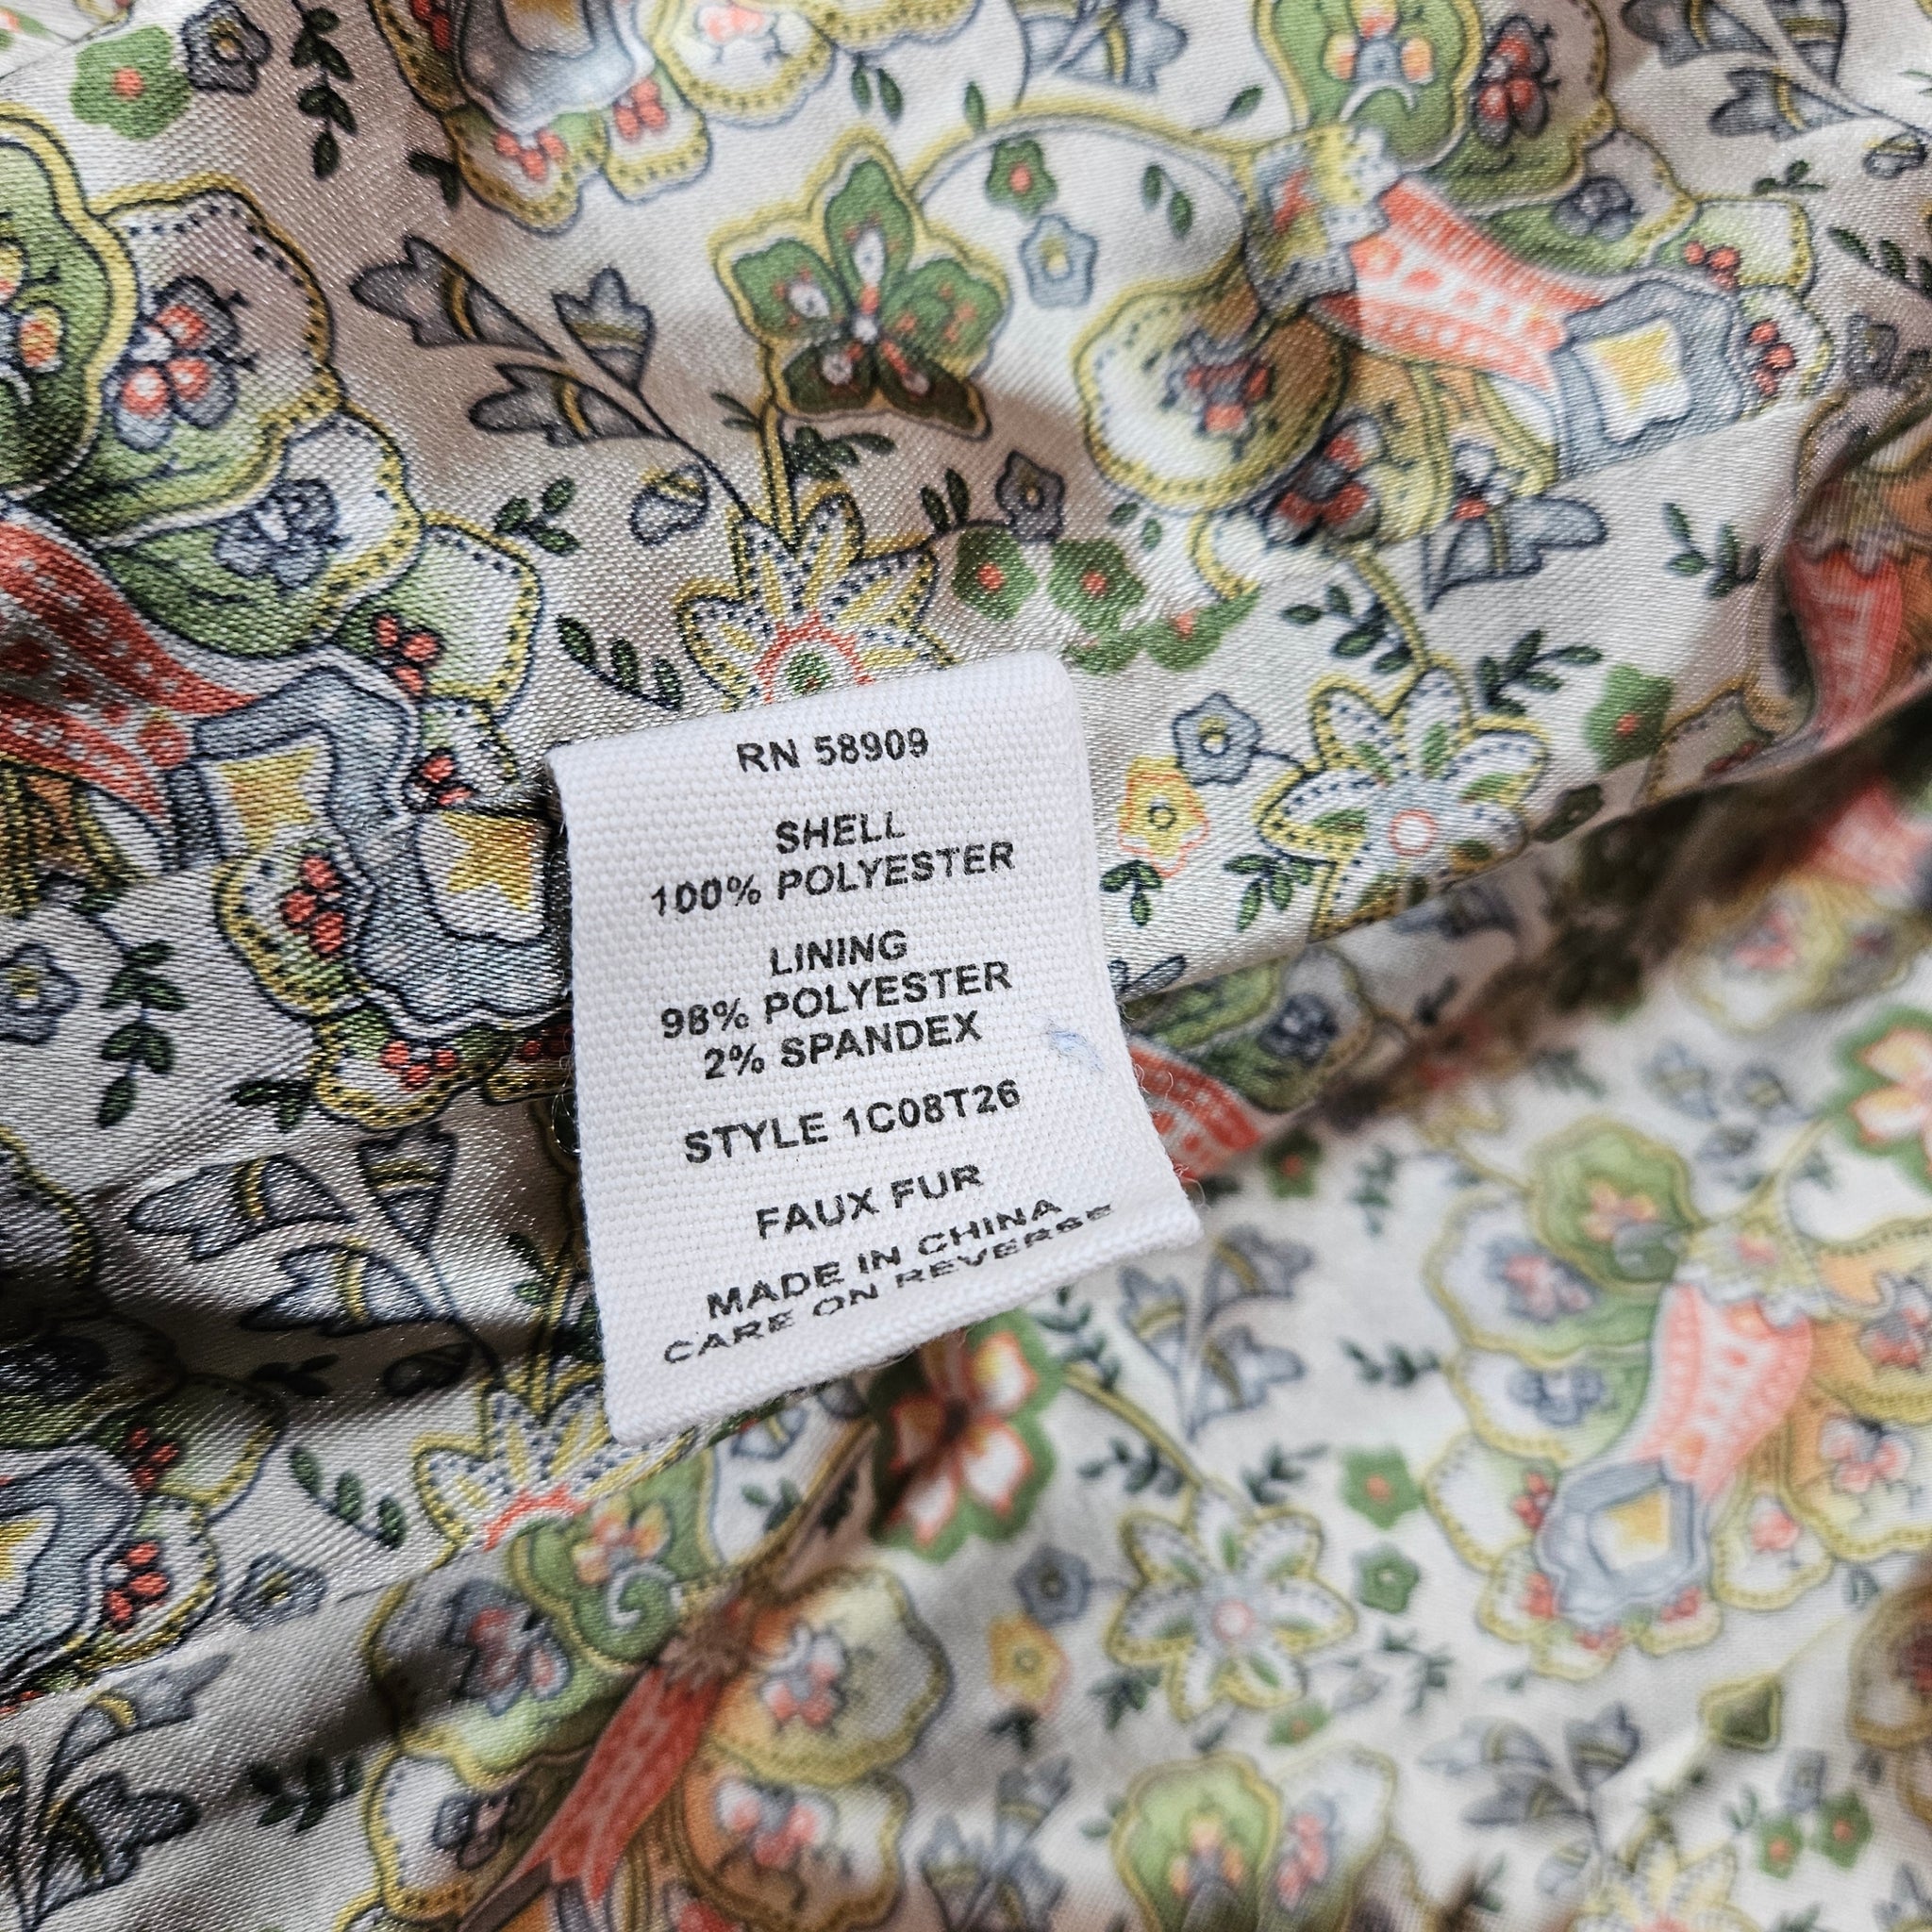 RN 58909
SHELL
100% POLYESTER
LINING
98% POLYESTER
2% SPANDEX
STYLE 1C08T26
FAUX FUR
MADE IN CHINA
CARE ON REVERSE